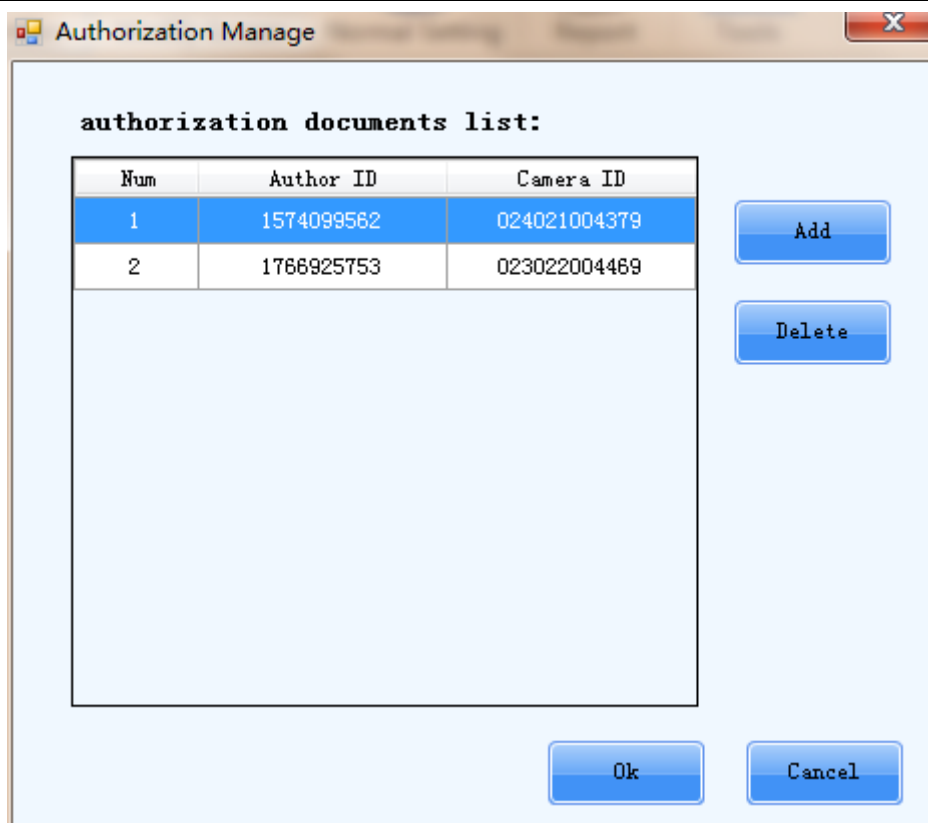 Authorization Manage
authorization documents list:
Num Author ID Camera ID
1 1574099562 024021004379
2 1766925753 023022004469
Add
Delete
Ok Cancel